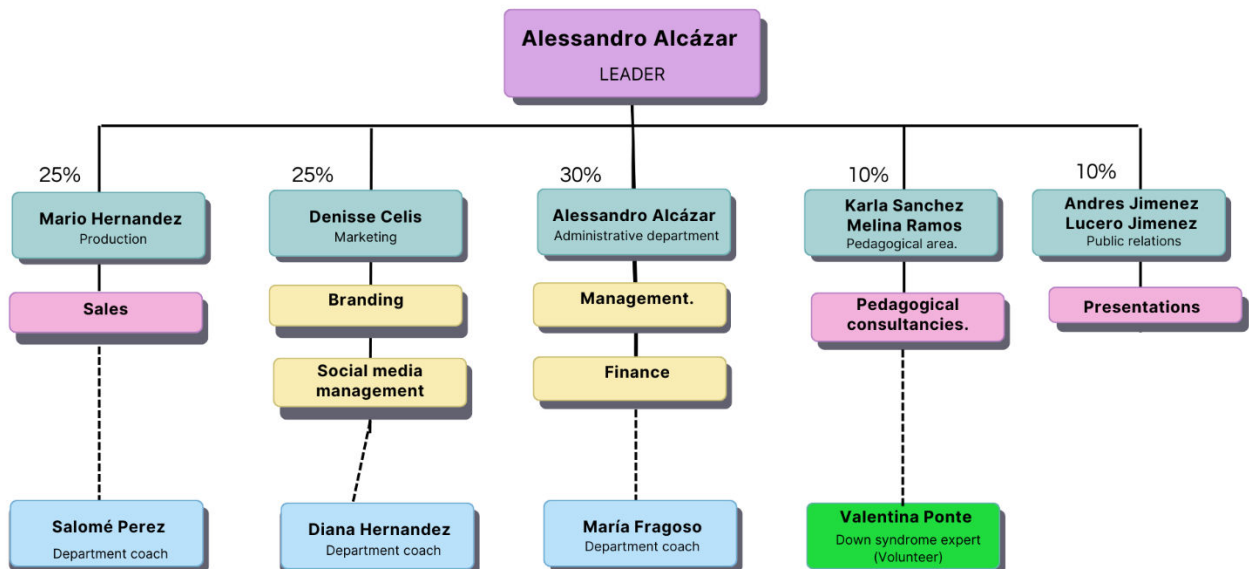 Alessandro Alcázar
LEADER
25%
25%
30%
10%
10%
Mario Hernandez
Production
Denisse Celis
Marketing
Alessandro Alcázar
Administrative department
Karla Sanchez
Melina Ramos
Pedagogical area.
Andres Jimenez
Lucero Jimenez
Public relations
Sales
Branding
Management.
Pedagogical
consultancies.
Presentations
Social media
management
Finance
Salomé Perez
Department coach
Diana Hernandez
Department coach
María Fragoso
Department coach
Valentina Ponte
Down syndrome expert
(Volunteer)